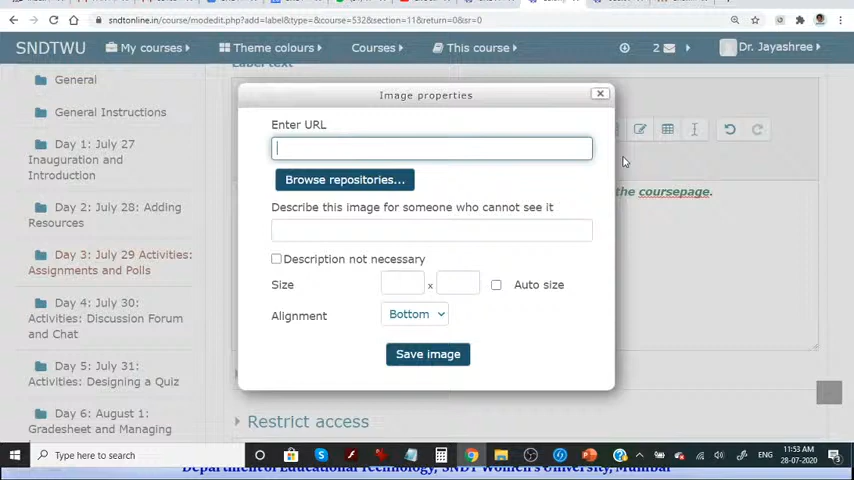 sndtonline.in/course/modedit.php?add=label&type=&course=532&section=11&return=0&sr=0
SNDTWU
My courses
Theme colours
Courses
This course
2
Dr. Jayashree
Label text
General
General Instructions
Day 1: July 27
Inauguration and
Introduction
Day 2: July 28: Adding
Resources
Day 3: July 29 Activities:
Assignments and Polls
Day 4: July 30:
Activities: Discussion Forum
and Chat
Day 5: July 31:
Activities: Designing a Quiz
Day 6: August 1:
Gradesheet and Managing
Image properties
Enter URL
Browse repositories...
Describe this image for someone who cannot see it
Description not necessary
Size
x
Auto size
Alignment
Bottom
Save image
the coursepage.
Restrict access
Type here to search
ENG
11:53 AM
28-07-2020
3
Department of Educational Technology, SNDT Women's University, Mumbai